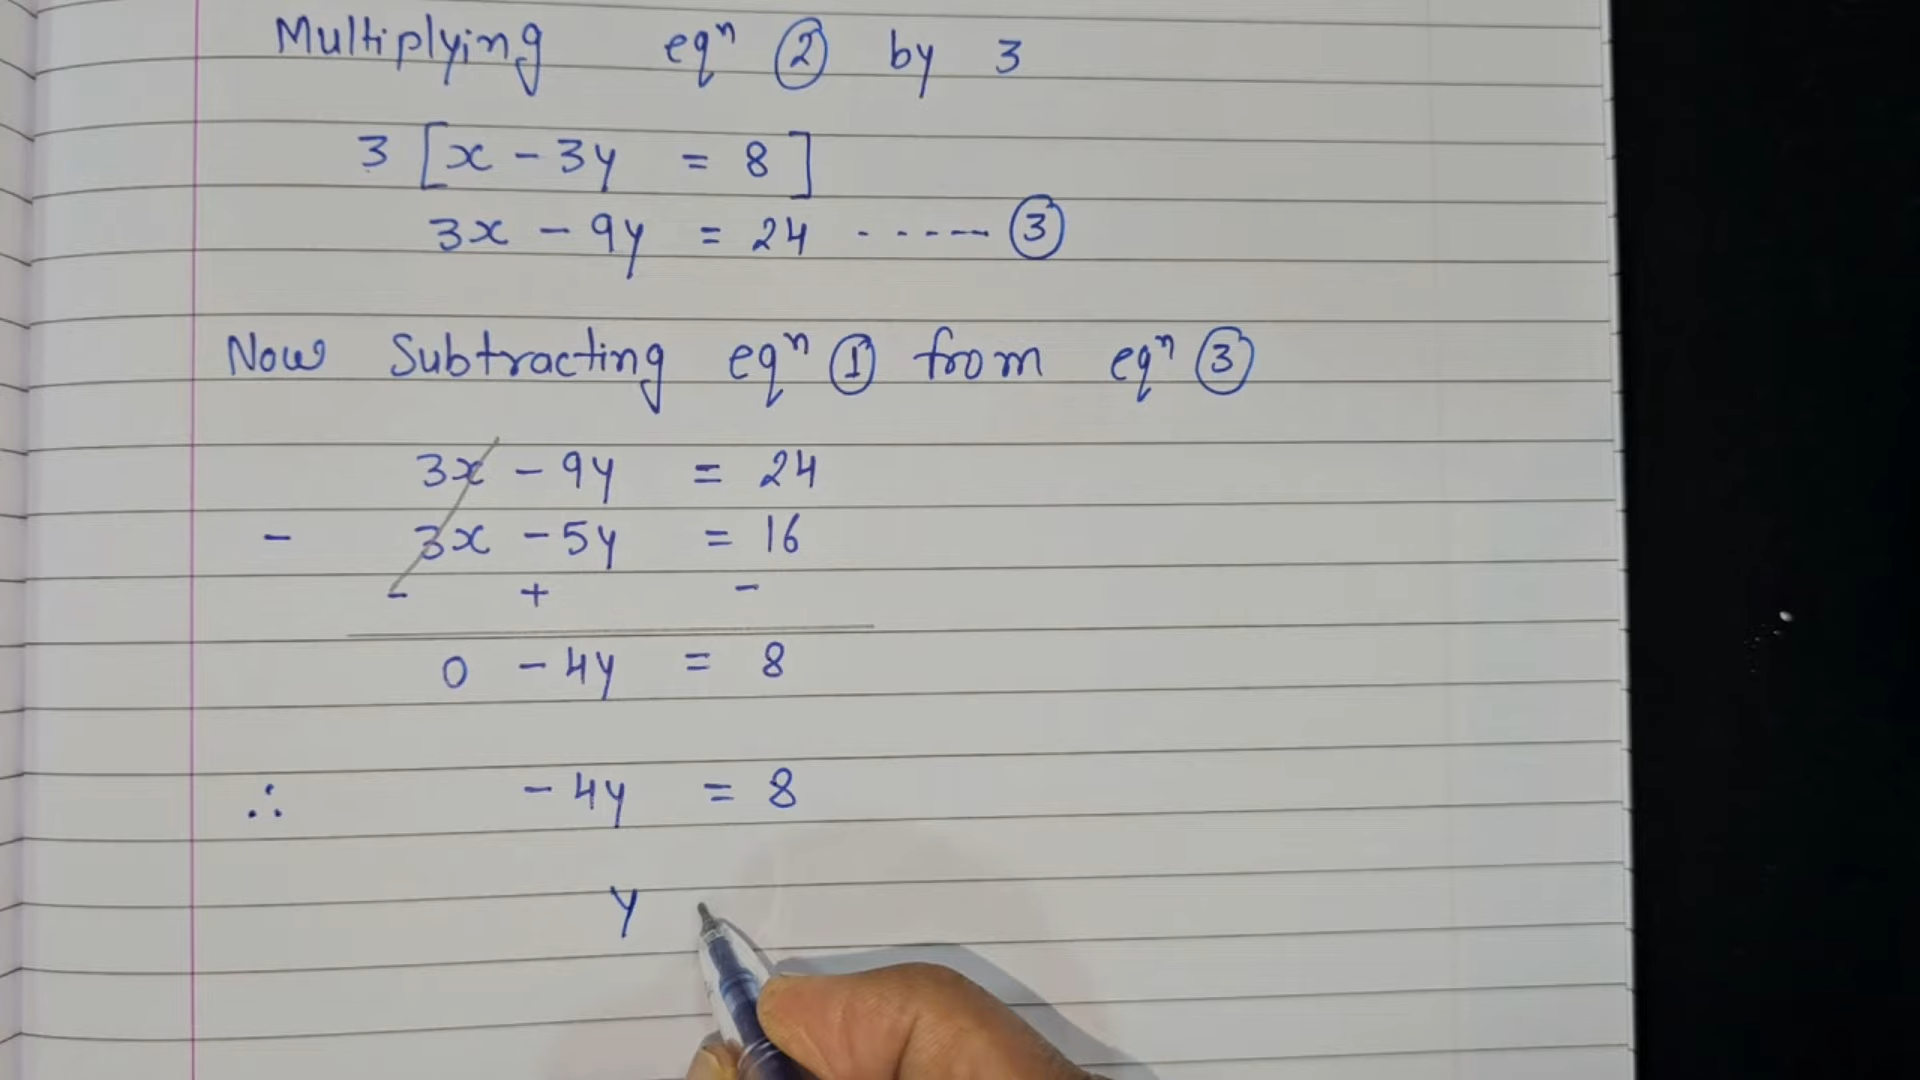 Multiplying eqⁿ ② by 3
3 [x - 3y = 8]
3x - 9y = 24 ------ ③
Now Subtracting eqⁿ ① from eqⁿ ③
3x - 9y = 24
- 3x - 5y = 16
- + -
0 - 4y = 8
∴ - 4y = 8
y